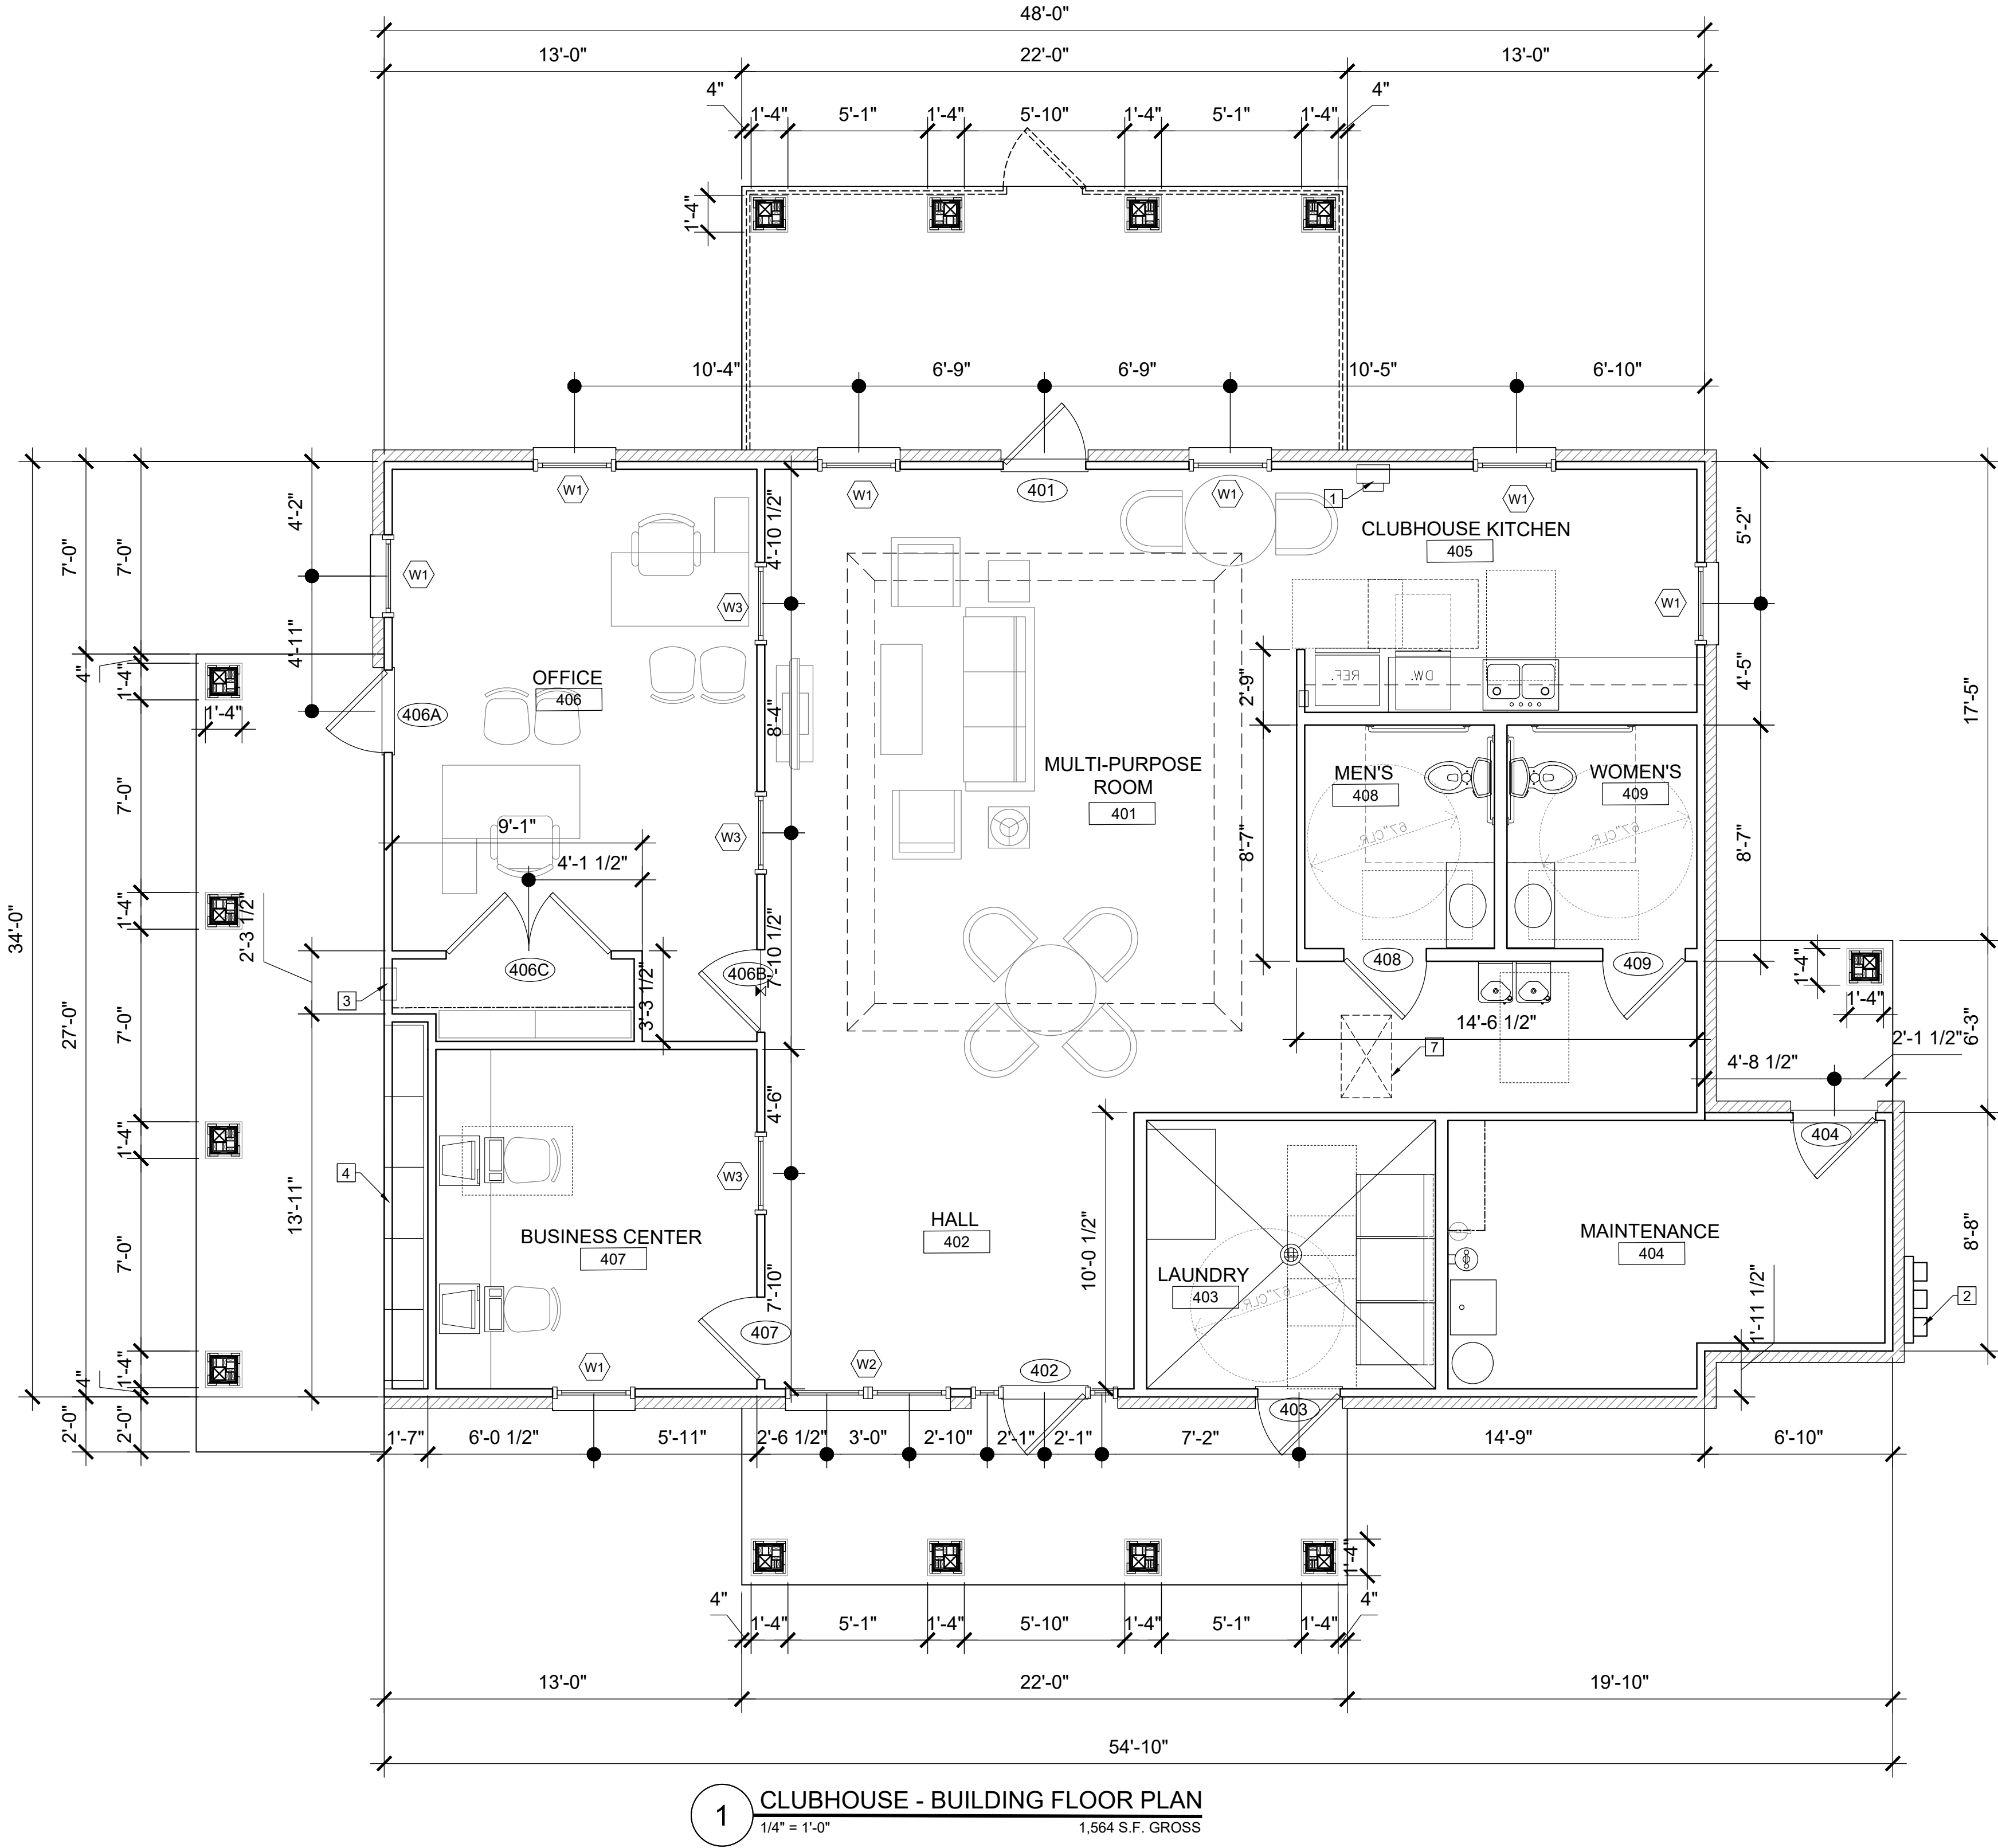 48'-0"
13'-0" 22'-0" 13'-0"
4" 4"
1'-4" 5'-1" 1'-4" 5'-10" 1'-4" 5'-1" 1'-4"
1'-4"
10'-4" 6'-9" 6'-9" 10'-5" 6'-10"
W1 W1 401 W1 1 W1
CLUBHOUSE KITCHEN
405
34'-0"
7'-0"
27'-0"
2'-0"
7'-0"
4"
1'-4"
1'-4"
7'-0"
1'-4"
7'-0"
1'-4"
7'-0"
1'-4"
4"
2'-0"
4'-2"
4'-11"
2'-3 1/2"
13'-11"
W1
406A
OFFICE
406
W3
W3
9'-1"
4'-1 1/2"
406C
406B
3'-3 1/2"
3
4
4'-10 1/2"
8'-4"
7'-10 1/2"
4'-6"
7'-10"
MULTI-PURPOSE
ROOM
401
REF.
DW.
W1
2'-9"
8'-7"
MEN'S
408
67"CLR.
WOMEN'S
409
67"CLR.
408
409
14'-6 1/2"
7
5'-2"
4'-5"
8'-7"
17'-5"
6'-3"
8'-8"
1'-4"
1'-4"
2'-1 1/2"
4'-8 1/2"
404
BUSINESS CENTER
407
W3
407
W1
HALL
402
W2
402
10'-0 1/2"
LAUNDRY
403
67"CLR.
403
MAINTENANCE
404
1'-11 1/2"
2
1'-7" 6'-0 1/2" 5'-11" 2'-6 1/2" 3'-0" 2'-10" 2'-1" 2'-1" 7'-2" 14'-9" 6'-10"
1'-4"
4" 4"
1'-4" 5'-1" 1'-4" 5'-10" 1'-4" 5'-1" 1'-4"
13'-0" 22'-0" 19'-10"
54'-10"
1 CLUBHOUSE - BUILDING FLOOR PLAN
1/4" = 1'-0" 1,564 S.F. GROSS